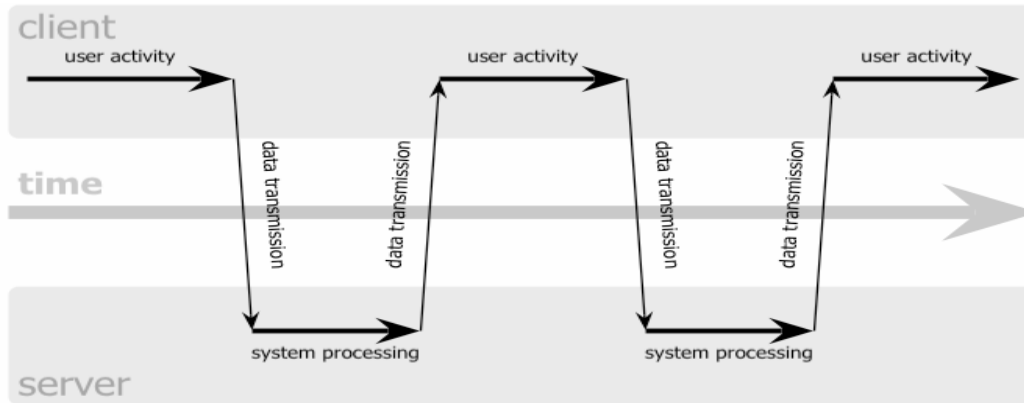 client
user activity
user activity
user activity
data transmission
data transmission
data transmission
data transmission
time
system processing
system processing
server